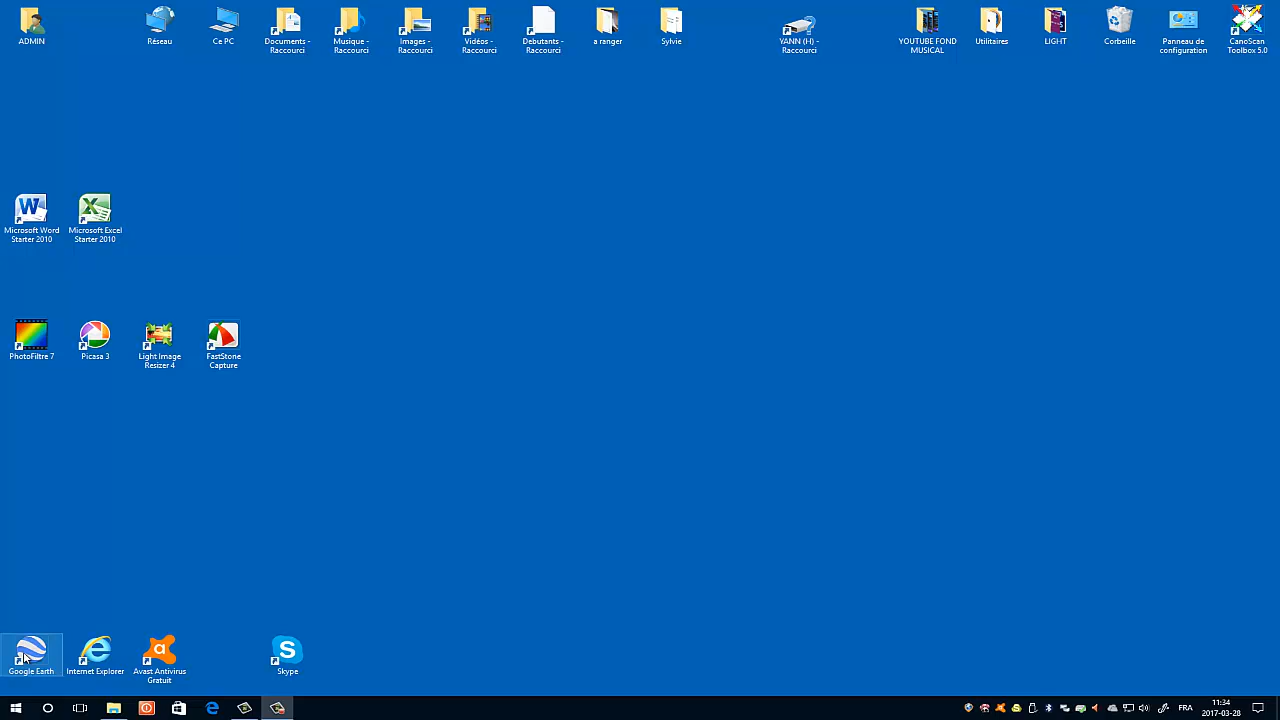 ADMIN
Réseau
Ce PC
Documents -
Raccourci
Musique -
Raccourci
Images -
Raccourci
Vidéos -
Raccourci
Debutants -
Raccourci
a ranger
Sylvie
YANN (H) -
Raccourci
YOUTUBE FOND
MUSICAL
Utilitaires
LIGHT
Corbeille
Panneau de
configuration
CanoScan
Toolbox 5.0
Microsoft Word
Starter 2010
Microsoft Excel
Starter 2010
PhotoFiltre 7
Picasa 3
Light Image
Resizer 4
FastStone
Capture
Google Earth
Internet Explorer
Avast Antivirus
Gratuit
Skype
FRA
11:34
2017-03-28